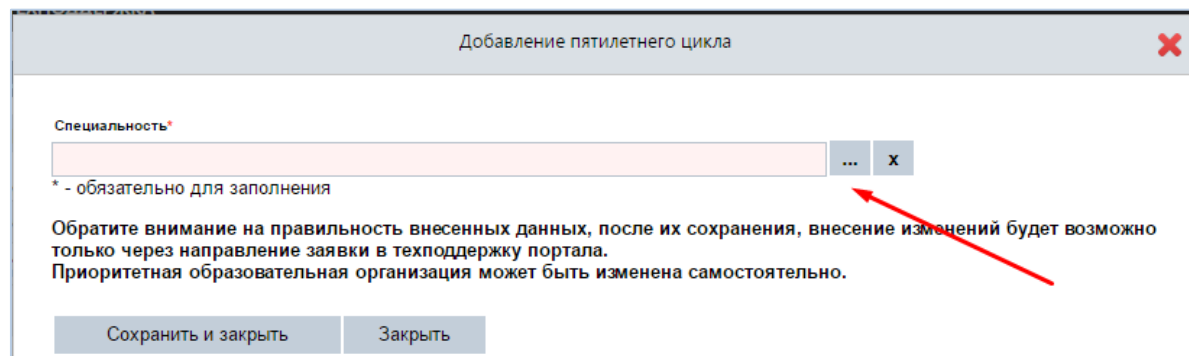 Добавление пятилетнего цикла
Специальность*
... x
* - обязательно для заполнения
Обратите внимание на правильность внесенных данных, после их сохранения, внесение изменений будет возможно
только через направление заявки в техподдержку портала.
Приоритетная образовательная организация может быть изменена самостоятельно.
Сохранить и закрыть Закрыть